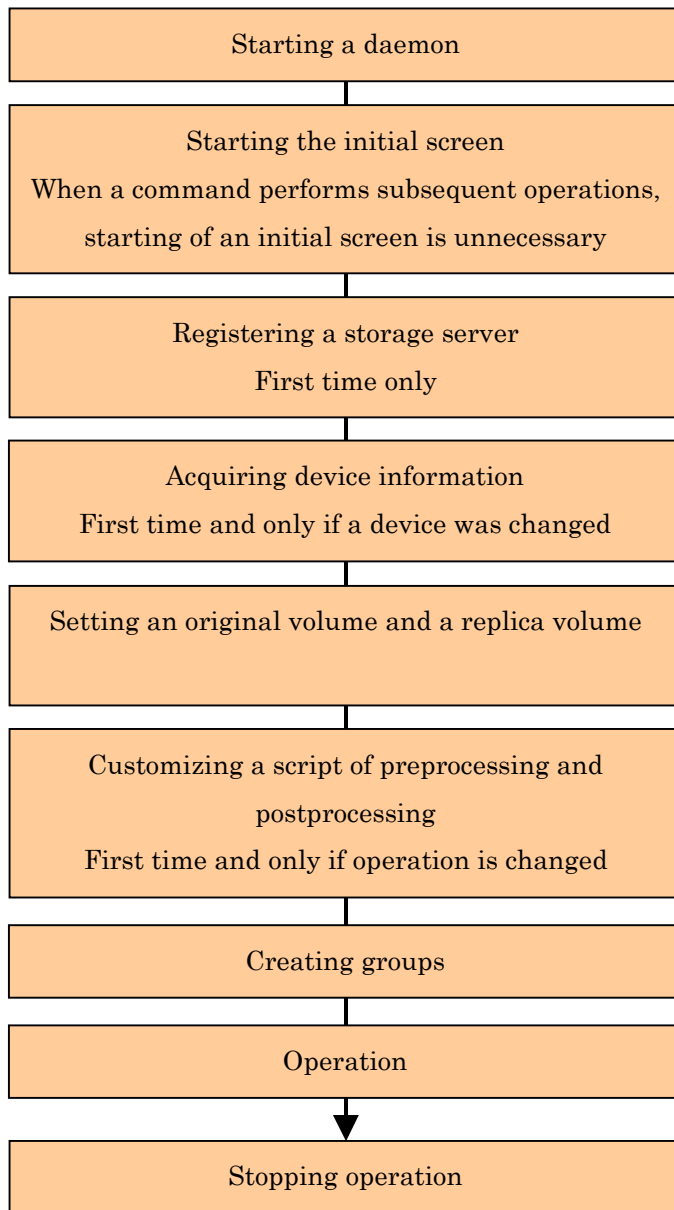 Starting a daemon
Starting the initial screen
When a command performs subsequent operations,
starting of an initial screen is unnecessary
Registering a storage server
First time only
Acquiring device information
First time and only if a device was changed
Setting an original volume and a replica volume
Customizing a script of preprocessing and
postprocessing
First time and only if operation is changed
Creating groups
Operation
Stopping operation